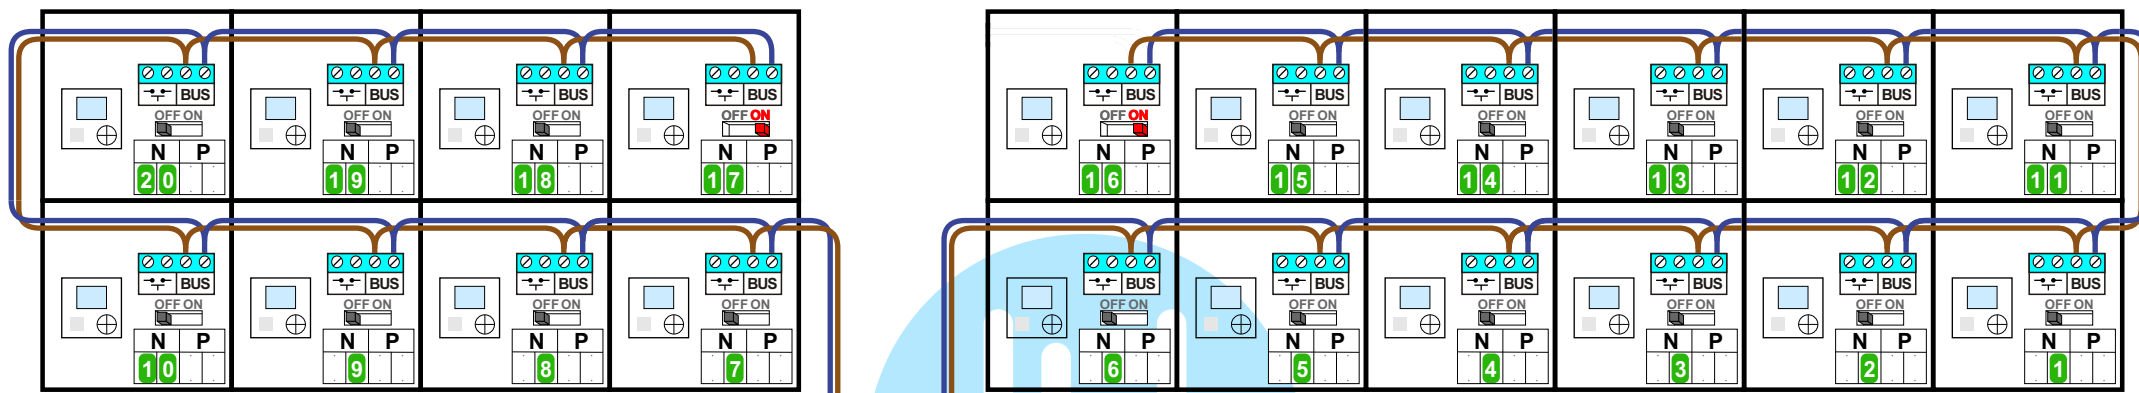 BUS BUS BUS BUS BUS BUS BUS BUS BUS BUS
OFF ON OFF ON OFF ON OFF ON OFF ON OFF ON OFF ON OFF ON OFF ON OFF ON
N P N P N P N P N P N P N P N P N P N P
20 19 18 17 16 15 14 13 12 11
BUS BUS BUS BUS BUS BUS BUS BUS BUS BUS
OFF ON OFF ON OFF ON OFF ON OFF ON OFF ON OFF ON OFF ON OFF ON OFF ON
N P N P N P N P N P N P N P N P N P N P
10 9 8 7 6 5 4 3 2 1